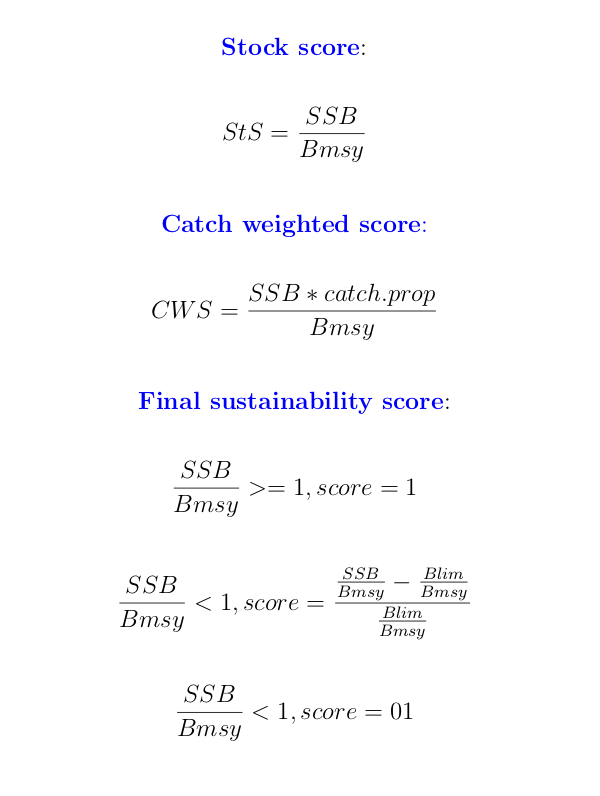 Stock score:
StS = \frac{SSB}{Bmsy}
Catch weighted score:
CWS = \frac{SSB * catch.prop}{Bmsy}
Final sustainability score:
\frac{SSB}{Bmsy} >= 1, score = 1
\frac{SSB}{Bmsy} < 1, score = \frac{\frac{SSB}{Bmsy} - \frac{Blim}{Bmsy}}{\frac{Blim}{Bmsy}}
\frac{SSB}{Bmsy} < 1, score = 01